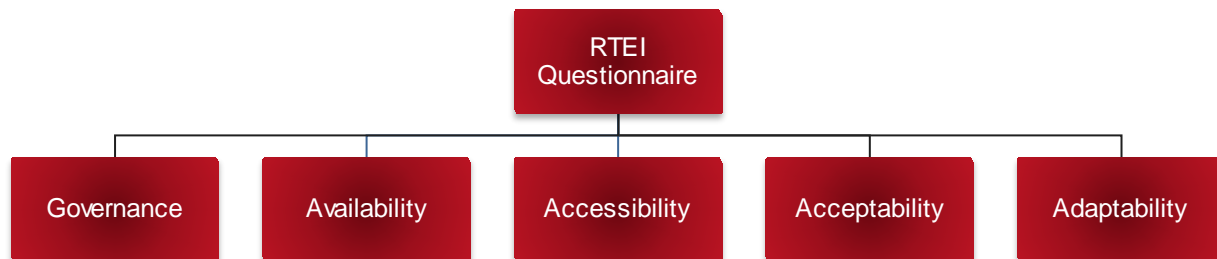 RTEI
Questionnaire
Governance
Availability
Accessibility
Acceptability
Adaptability